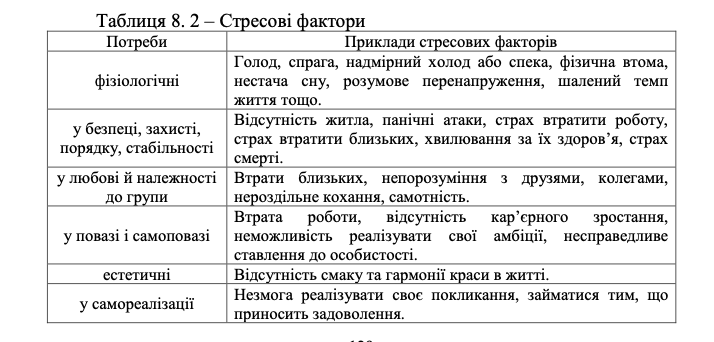 Таблиця 8. 2 – Стресові фактори
Потреби
Приклади стресових факторів
фізіологічні
Голод, спрага, надмірний холод або спека, фізична втома,
нестача сну, розумове перенапруження, шалений темп
життя тощо.
у безпеці, захисті,
порядку, стабільності
Відсутність житла, панічні атаки, страх втратити роботу,
страх втратити близьких, хвилювання за їх здоров’я, страх
смерті.
у любові й належності
до групи
Втрати близьких, непорозуміння з друзями, колегами,
нероздільне кохання, самотність.
у повазі і самоповазі
Втрата роботи, відсутність кар’єрного зростання,
неможливість реалізувати свої амбіції, несправедливе
ставлення до особистості.
естетичні
Відсутність смаку та гармонії краси в житті.
у самореалізації
Незмога реалізувати своє покликання, займатися тим, що
приносить задоволення.